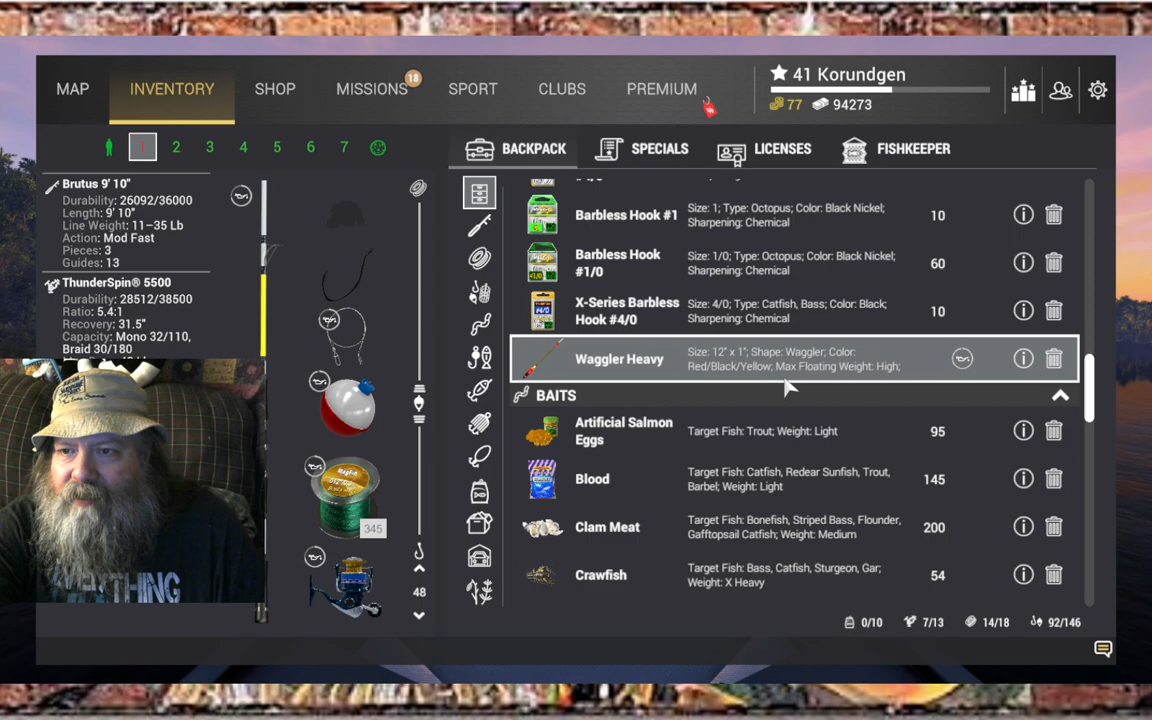 MAP
INVENTORY
SHOP
MISSIONS
18
SPORT
CLUBS
PREMIUM
41 Korundgen
77
94273
1
2
3
4
5
6
7
BACKPACK
SPECIALS
LICENSES
FISHKEEPER
Brutus 9' 10"
Durability: 26092/36000
Length: 9' 10"
Line Weight: 11–35 Lb
Action: Mod Fast
Pieces: 3
Guides: 13
ThunderSpin® 5500
Durability: 28512/38500
Ratio: 5.4:1
Recovery: 31.5"
Capacity: Mono 32/110,
Braid 30/180
345
48
Barbless Hook #1
Size: 1; Type: Octopus; Color: Black Nickel;
Sharpening: Chemical
10
Barbless Hook
#1/0
Size: 1/0; Type: Octopus; Color: Black Nickel;
Sharpening: Chemical
60
X-Series Barbless
Hook #4/0
Size: 4/0; Type: Catfish, Bass; Color: Black;
Sharpening: Chemical
10
Waggler Heavy
Size: 12" x 1"; Shape: Waggler; Color:
Red/Black/Yellow; Max Floating Weight: High;
BAITS
Artificial Salmon
Eggs
Target Fish: Trout; Weight: Light
95
Blood
Target Fish: Catfish, Redear Sunfish, Trout,
Barbel; Weight: Light
145
Clam Meat
Target Fish: Bonefish, Striped Bass, Flounder,
Gafftopsail Catfish; Weight: Medium
200
Crawfish
Target Fish: Bass, Catfish, Sturgeon, Gar;
Weight: X Heavy
54
0/10
7/13
14/18
92/146